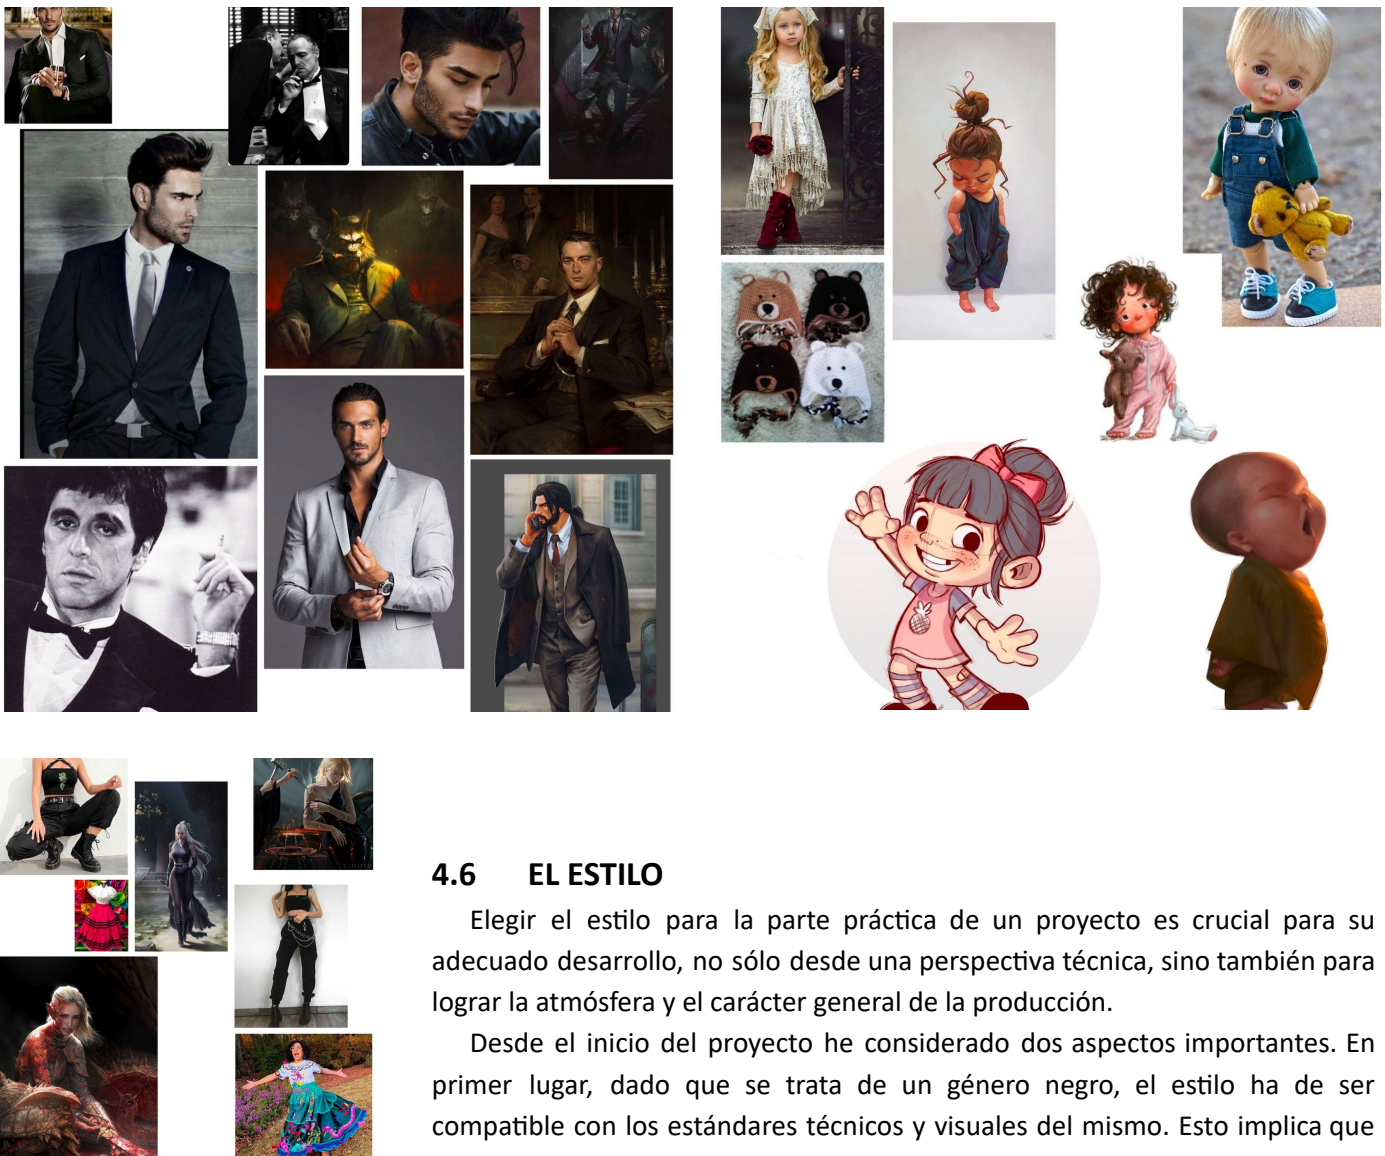 4.6 EL ESTILO
Elegir el estilo para la parte práctica de un proyecto es crucial para su
adecuado desarrollo, no sólo desde una perspectiva técnica, sino también para
lograr la atmósfera y el carácter general de la producción.
Desde el inicio del proyecto he considerado dos aspectos importantes. En
primer lugar, dado que se trata de un género negro, el estilo ha de ser
compatible con los estándares técnicos y visuales del mismo. Esto implica que